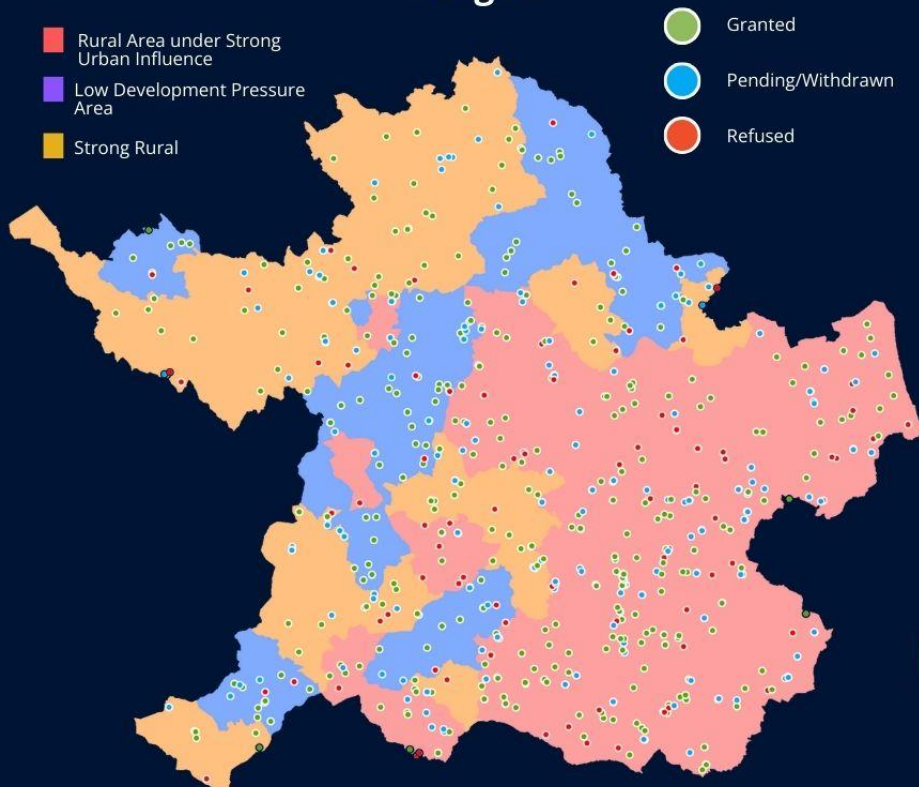 Rural Area under Strong
Urban Influence
Low Development Pressure
Area
Strong Rural
Granted
Pending/Withdrawn
Refused